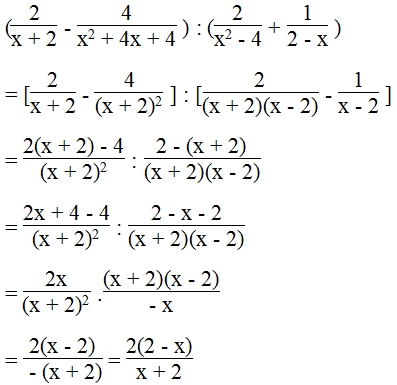 (2/(x + 2) - 4/(x² + 4x + 4)) : (2/(x² - 4) + 1/(2 - x))
= [2/(x + 2) - 4/(x + 2)²] : [2/((x + 2)(x - 2)) - 1/(x - 2)]
= (2(x + 2) - 4)/(x + 2)² : (2 - (x + 2))/((x + 2)(x - 2))
= (2x + 4 - 4)/(x + 2)² : (2 - x - 2)/((x + 2)(x - 2))
= 2x/(x + 2)² . ((x + 2)(x - 2))/(- x)
= 2(x - 2)/(- (x + 2)) = 2(2 - x)/(x + 2)